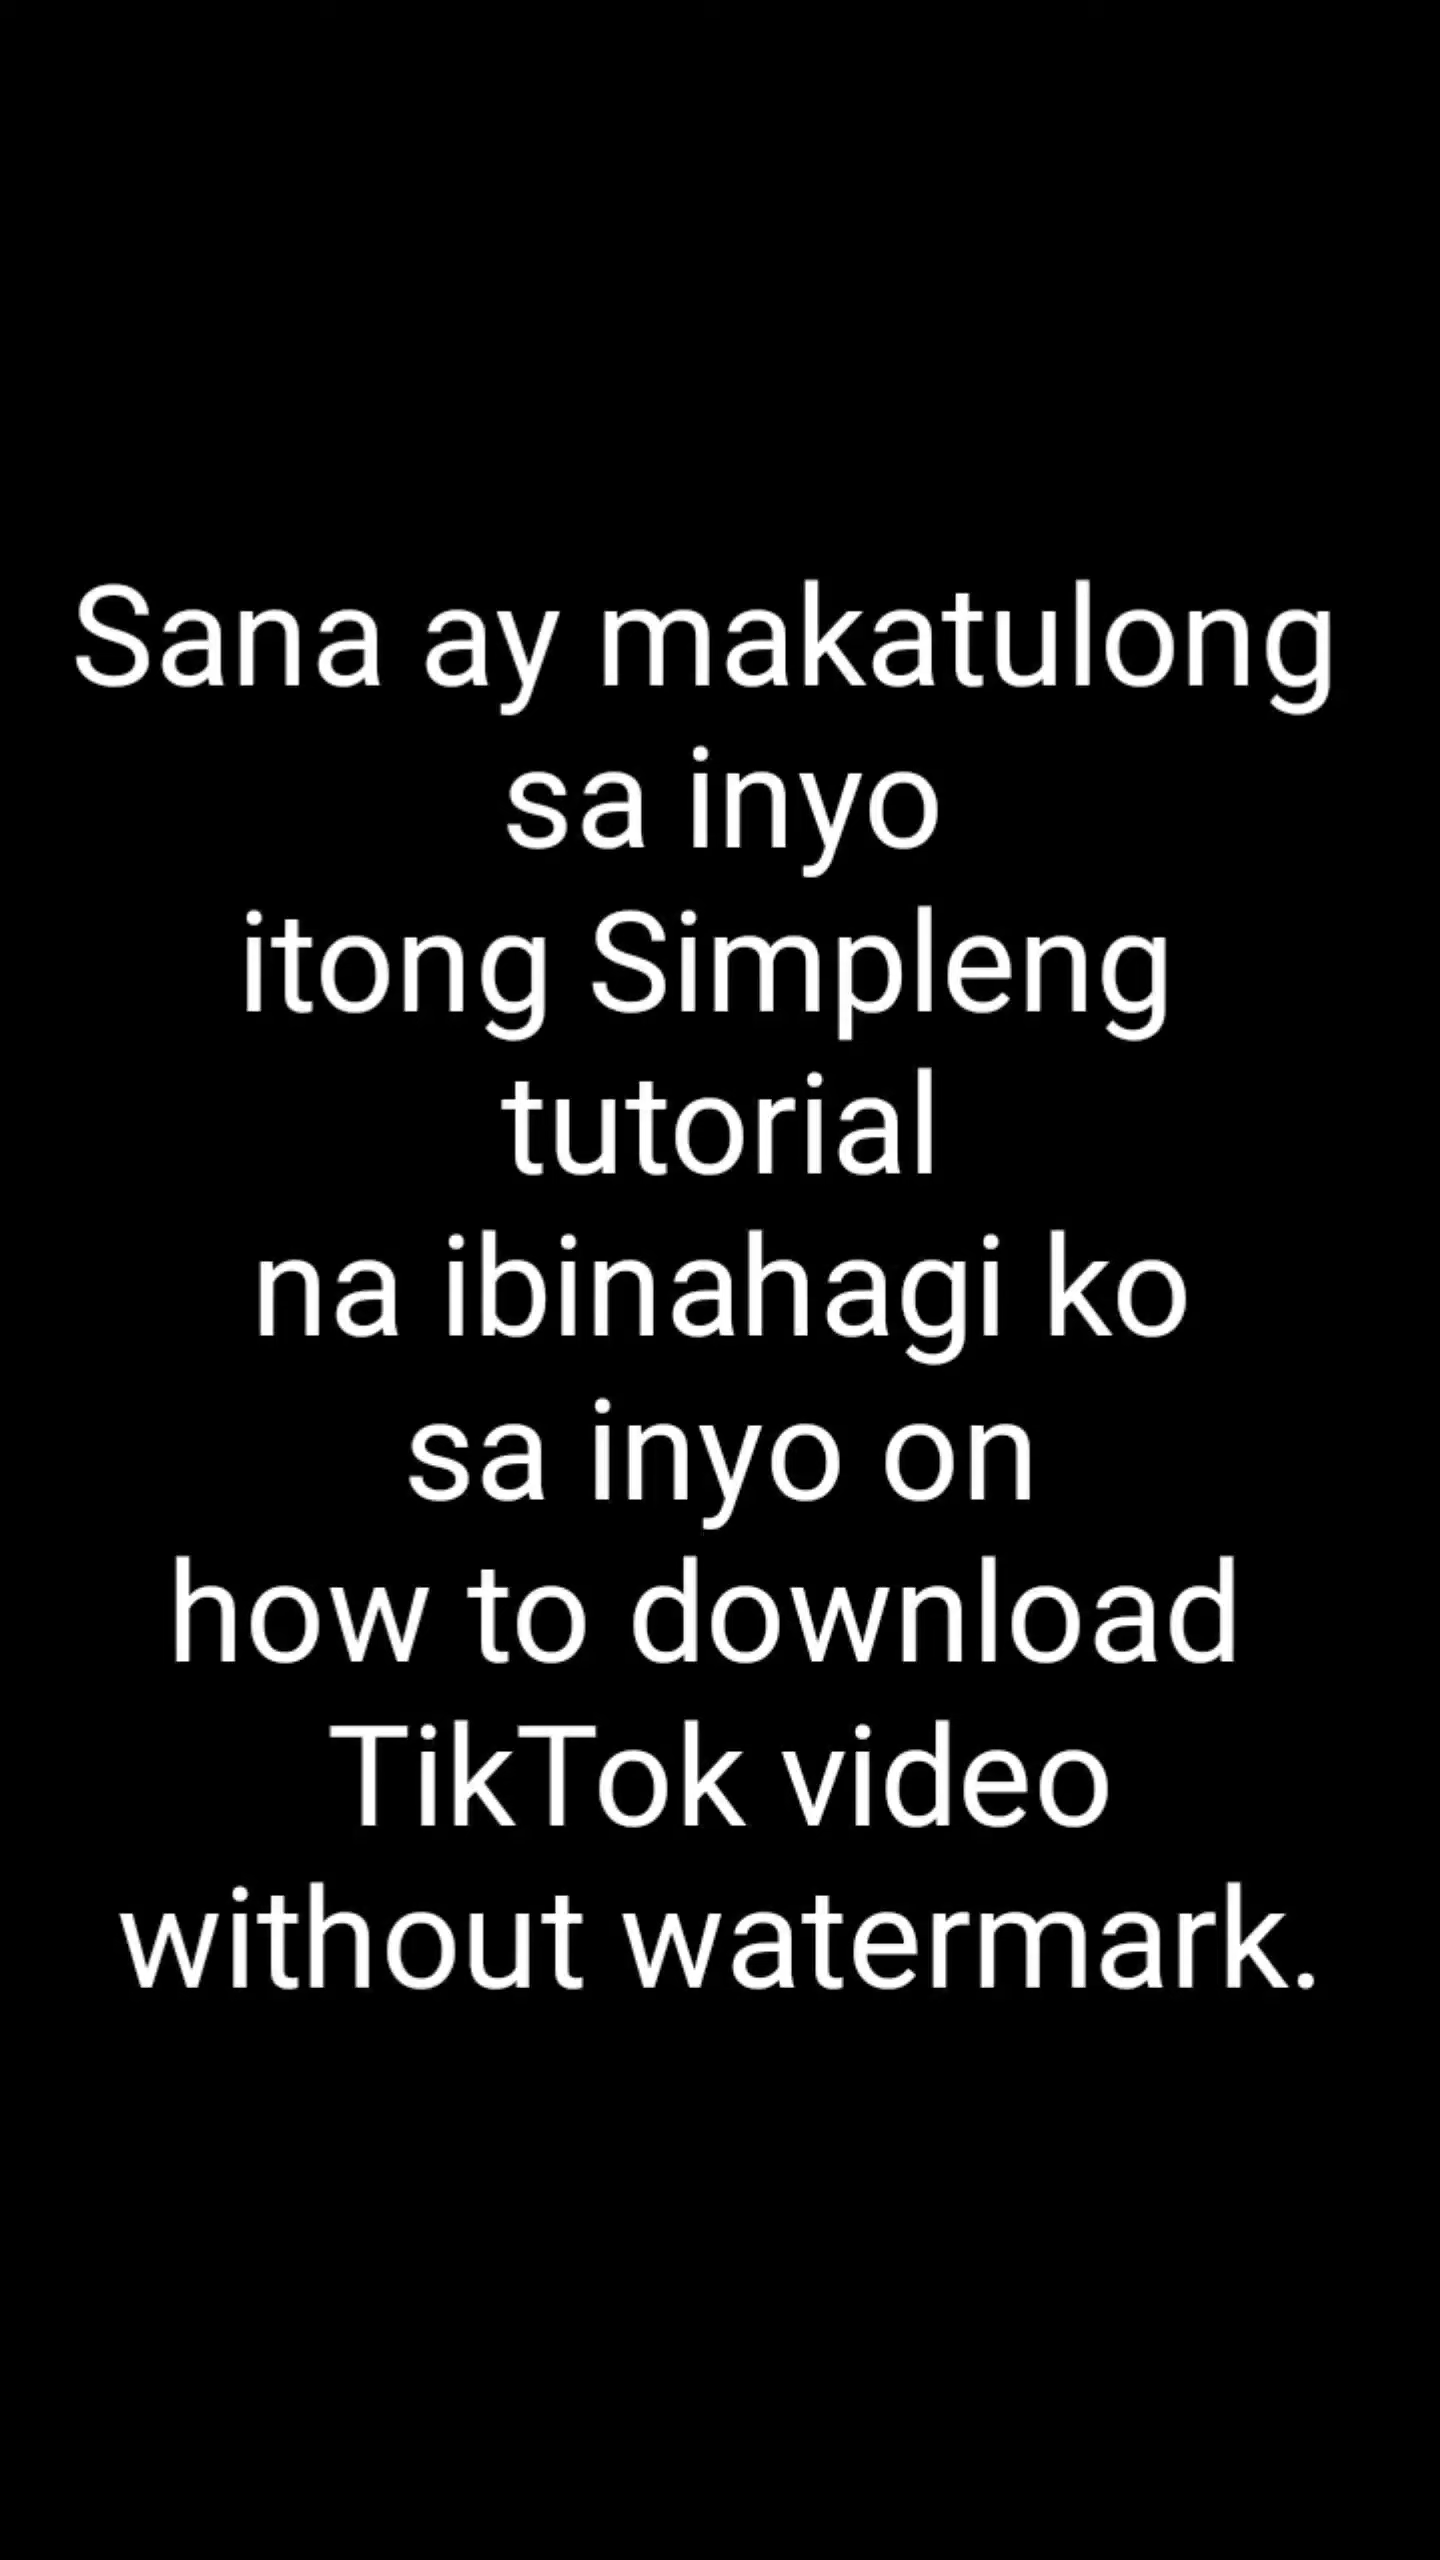 Sana ay makatulong
sa inyo
itong Simpleng
tutorial
na ibinahagi ko
sa inyo on
how to download
TikTok video
without watermark.